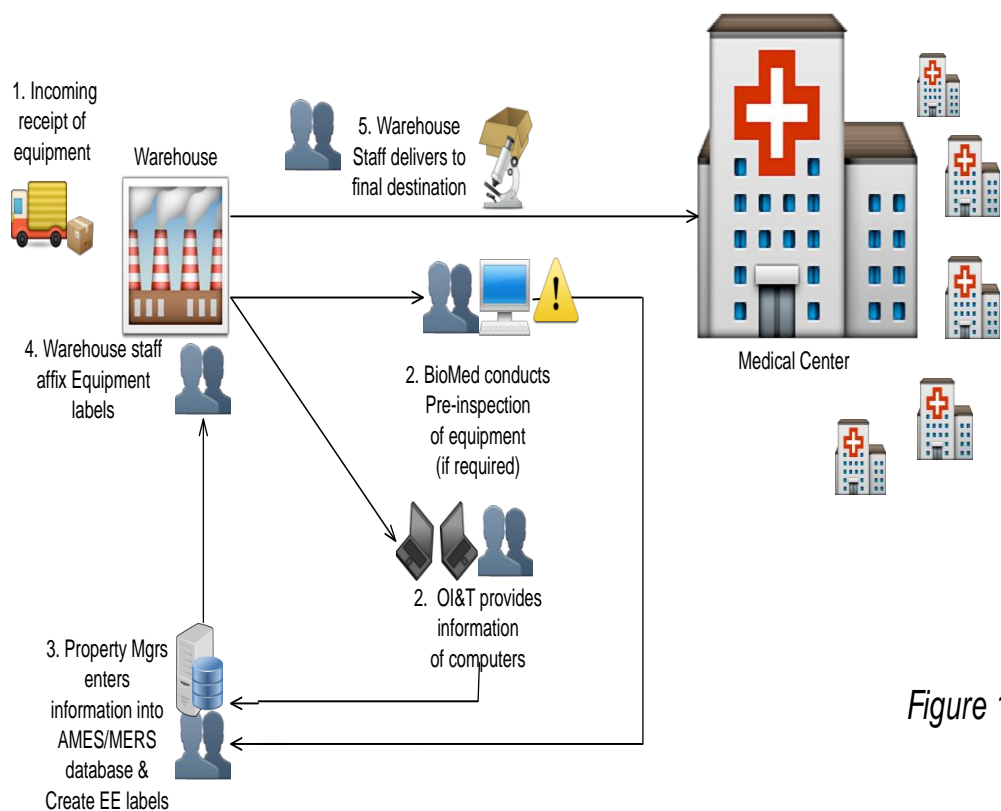 1. Incoming
receipt of
equipment
Warehouse
5. Warehouse
Staff delivers to
final destination
Medical Center
4. Warehouse staff
affix Equipment
labels
2. BioMed conducts
Pre-inspection
of equipment
(if required)
2. OI&T provides
information
of computers
3. Property Mgrs
enters
information into
AMES/MERS
database &
Create EE labels
Figure 1